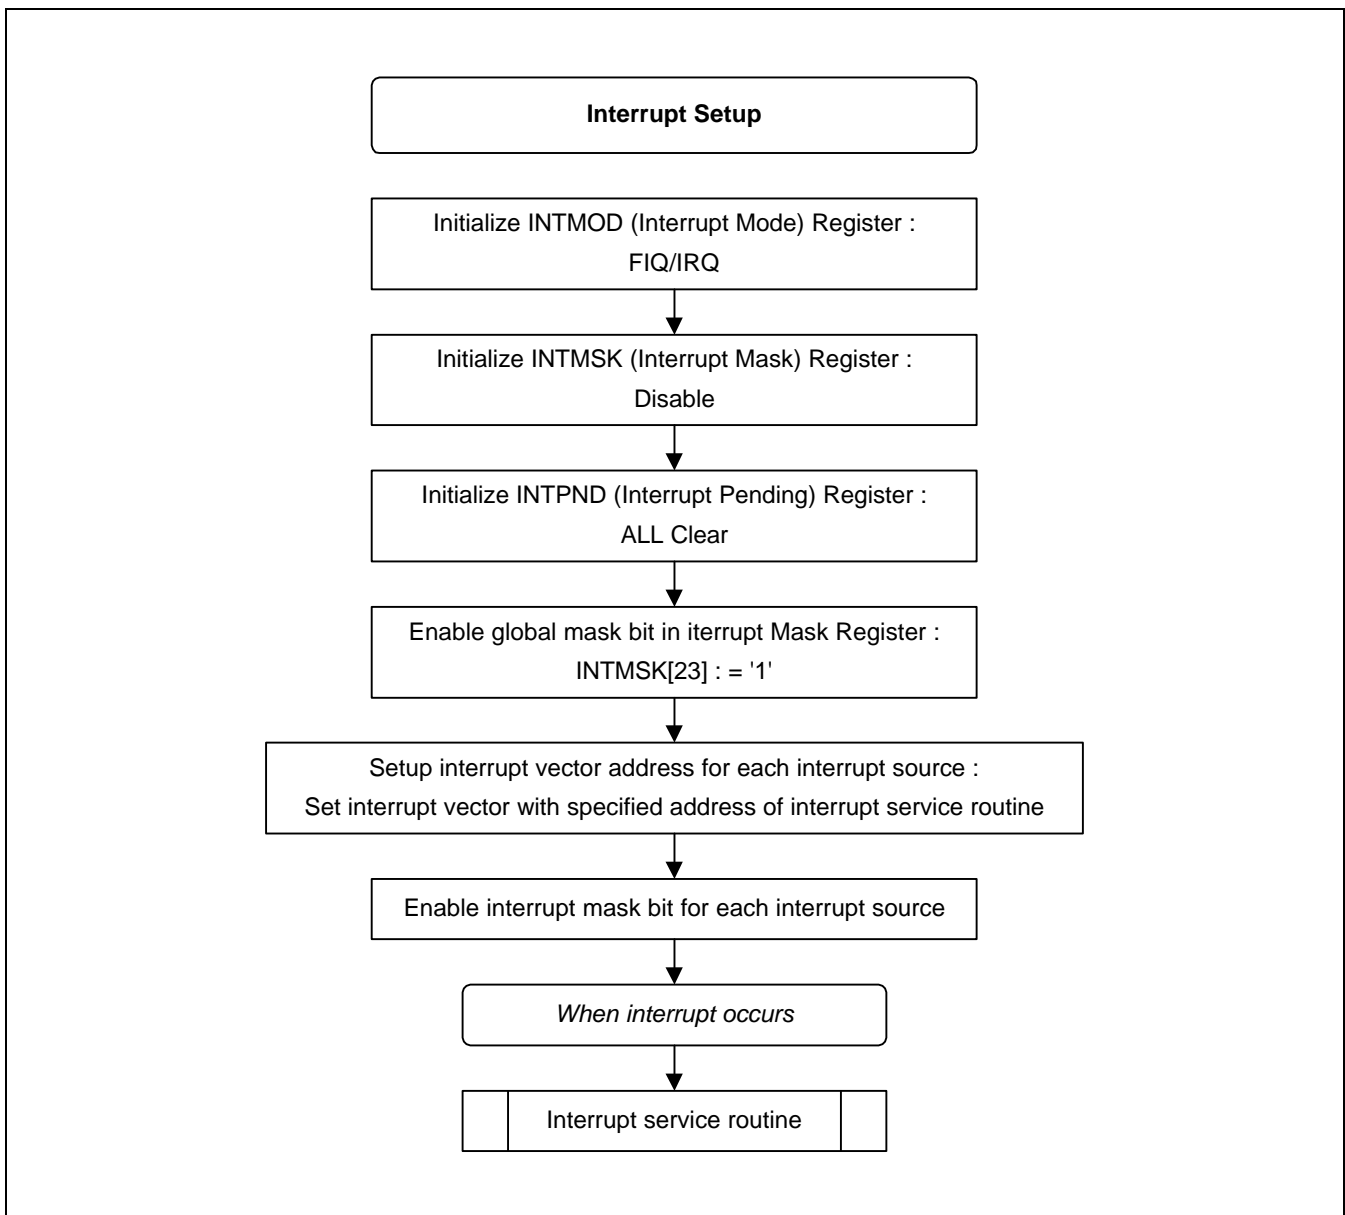 Interrupt Setup
Initialize INTMOD (Interrupt Mode) Register :
FIQ/IRQ
Initialize INTMSK (Interrupt Mask) Register :
Disable
Initialize INTPND (Interrupt Pending) Register :
ALL Clear
Enable global mask bit in iterrupt Mask Register :
INTMSK[23] : = '1'
Setup interrupt vector address for each interrupt source :
Set interrupt vector with specified address of interrupt service routine
Enable interrupt mask bit for each interrupt source
When interrupt occurs
Interrupt service routine